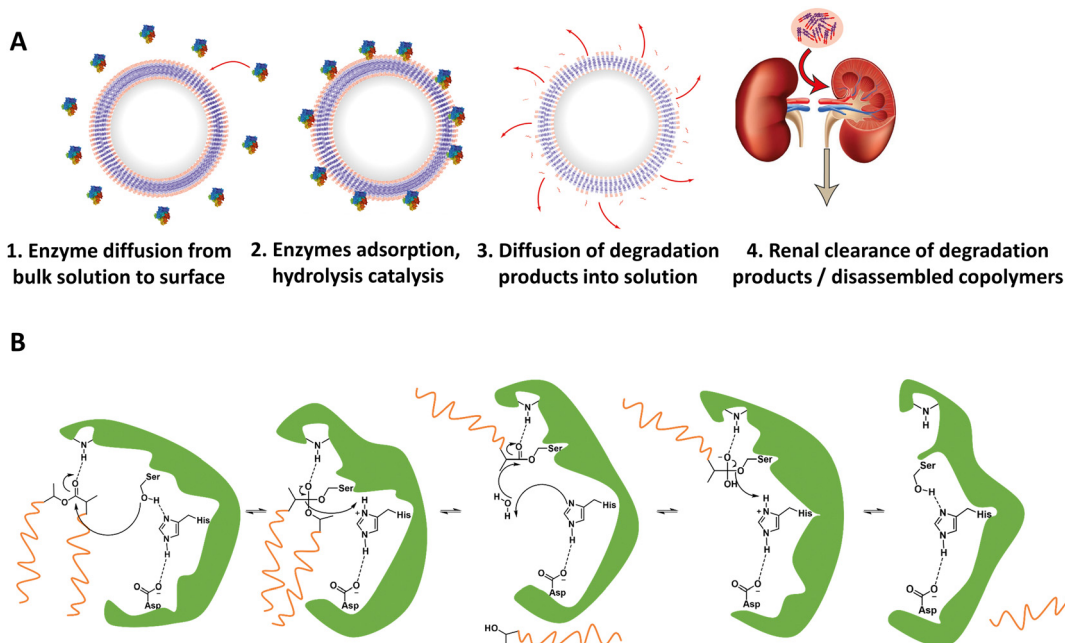 A
1. Enzyme diffusion from
bulk solution to surface
2. Enzymes adsorption,
hydrolysis catalysis
3. Diffusion of degradation
products into solution
4. Renal clearance of degradation
products / disassembled copolymers
B
N
H
O
O
Ser
O
H
N
His
N
H
O
O
−
Asp
N
H
O
−
O
O
Ser
H
N
+
His
N
H
O
O
−
Asp
N
H
O
O
Ser
H
O
H
N
His
N
H
O
O
−
Asp
HO
N
H
−
O
O
OH
Ser
H
N
+
His
N
H
O
O
−
Asp
N
H
Ser
O
H
N
His
N
H
O
O
−
Asp